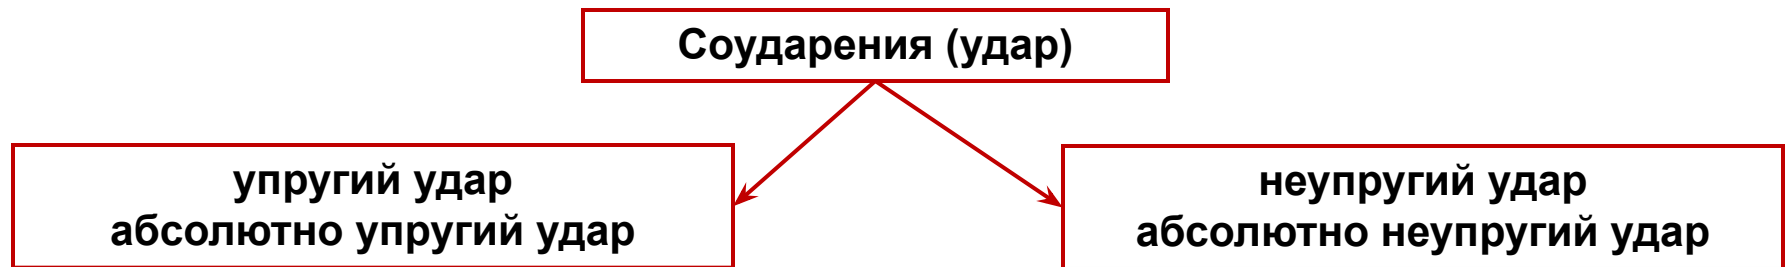 Соударения (удар)
упругий удар
абсолютно упругий удар
неупругий удар
абсолютно неупругий удар